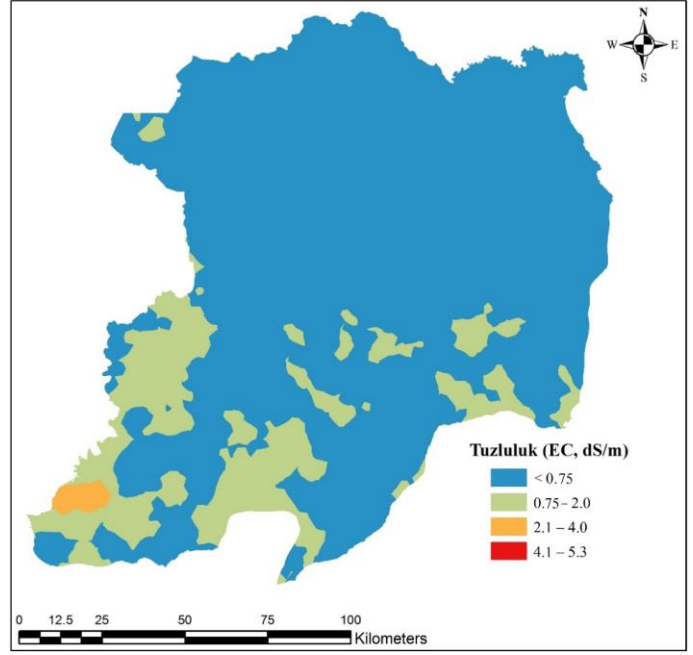 N
W E
S
Tuzluluk (EC, dS/m)
< 0.75
0.75 – 2.0
2.1 – 4.0
4.1 – 5.3
0 12.5 25 50 75 100
Kilometers